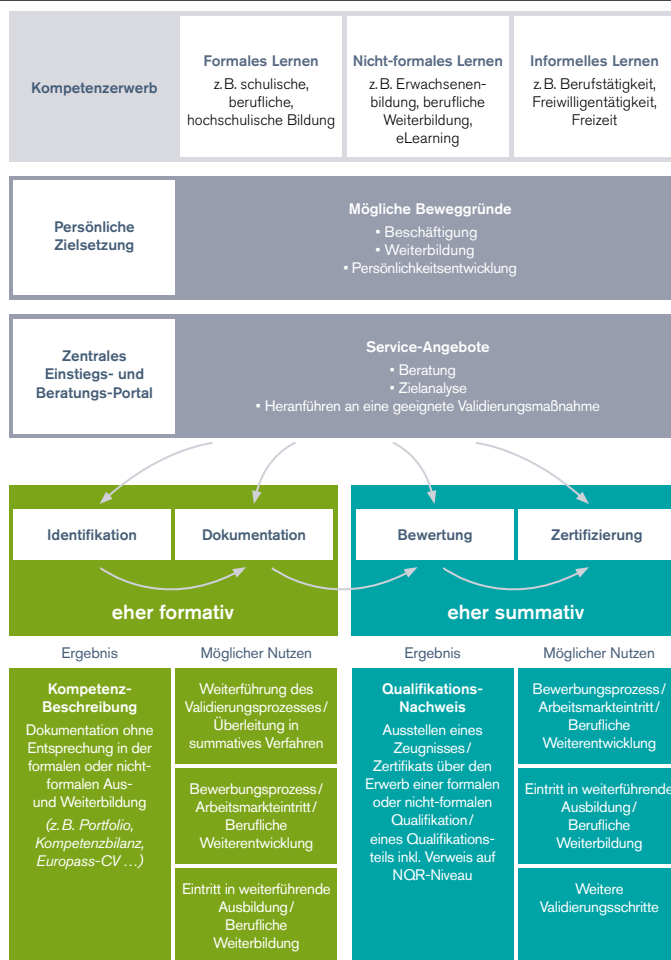 Kompetenzerwerb
Formales Lernen
z. B. schulische,
berufliche,
hochschulische Bildung
Nicht-formales Lernen
z. B. Erwachsenen-
bildung, berufliche
Weiterbildung,
eLearning
Informelles Lernen
z. B. Berufstätigkeit,
Freiwilligentätigkeit,
Freizeit
Persönliche
Zielsetzung
Mögliche Beweggründe
▪ Beschäftigung
▪ Weiterbildung
▪ Persönlichkeitsentwicklung
Zentrales
Einstiegs- und
Beratungs-Portal
Service-Angebote
▪ Beratung
▪ Zielanalyse
▪ Heranführen an eine geeignete Validierungsmaßnahme
Identifikation
Dokumentation
eher formativ
Bewertung
Zertifizierung
eher summativ
Ergebnis
Kompetenz-
Beschreibung
Dokumentation ohne
Entsprechung in der
formalen oder nicht-
formalen Aus-
und Weiterbildung
(z. B. Portfolio,
Kompetenzbilanz,
Europass-CV …)
Möglicher Nutzen
Weiterführung des
Validierungsprozesses /
Überleitung in
summatives Verfahren
Bewerbungsprozess /
Arbeitsmarkteintritt /
Berufliche
Weiterentwicklung
Eintritt in weiterführende
Ausbildung /
Berufliche
Weiterbildung
Ergebnis
Qualifikations-
Nachweis
Ausstellen eines
Zeugnisses /
Zertifikats über den
Erwerb einer formalen
oder nicht-formalen
Qualifikation /
eines Qualifikations-
teils inkl. Verweis auf
NQR-Niveau
Möglicher Nutzen
Bewerbungsprozess /
Arbeitsmarkteintritt /
Berufliche
Weiterentwicklung
Eintritt in weiterführende
Ausbildung /
Berufliche
Weiterbildung
Weitere
Validierungsschritte